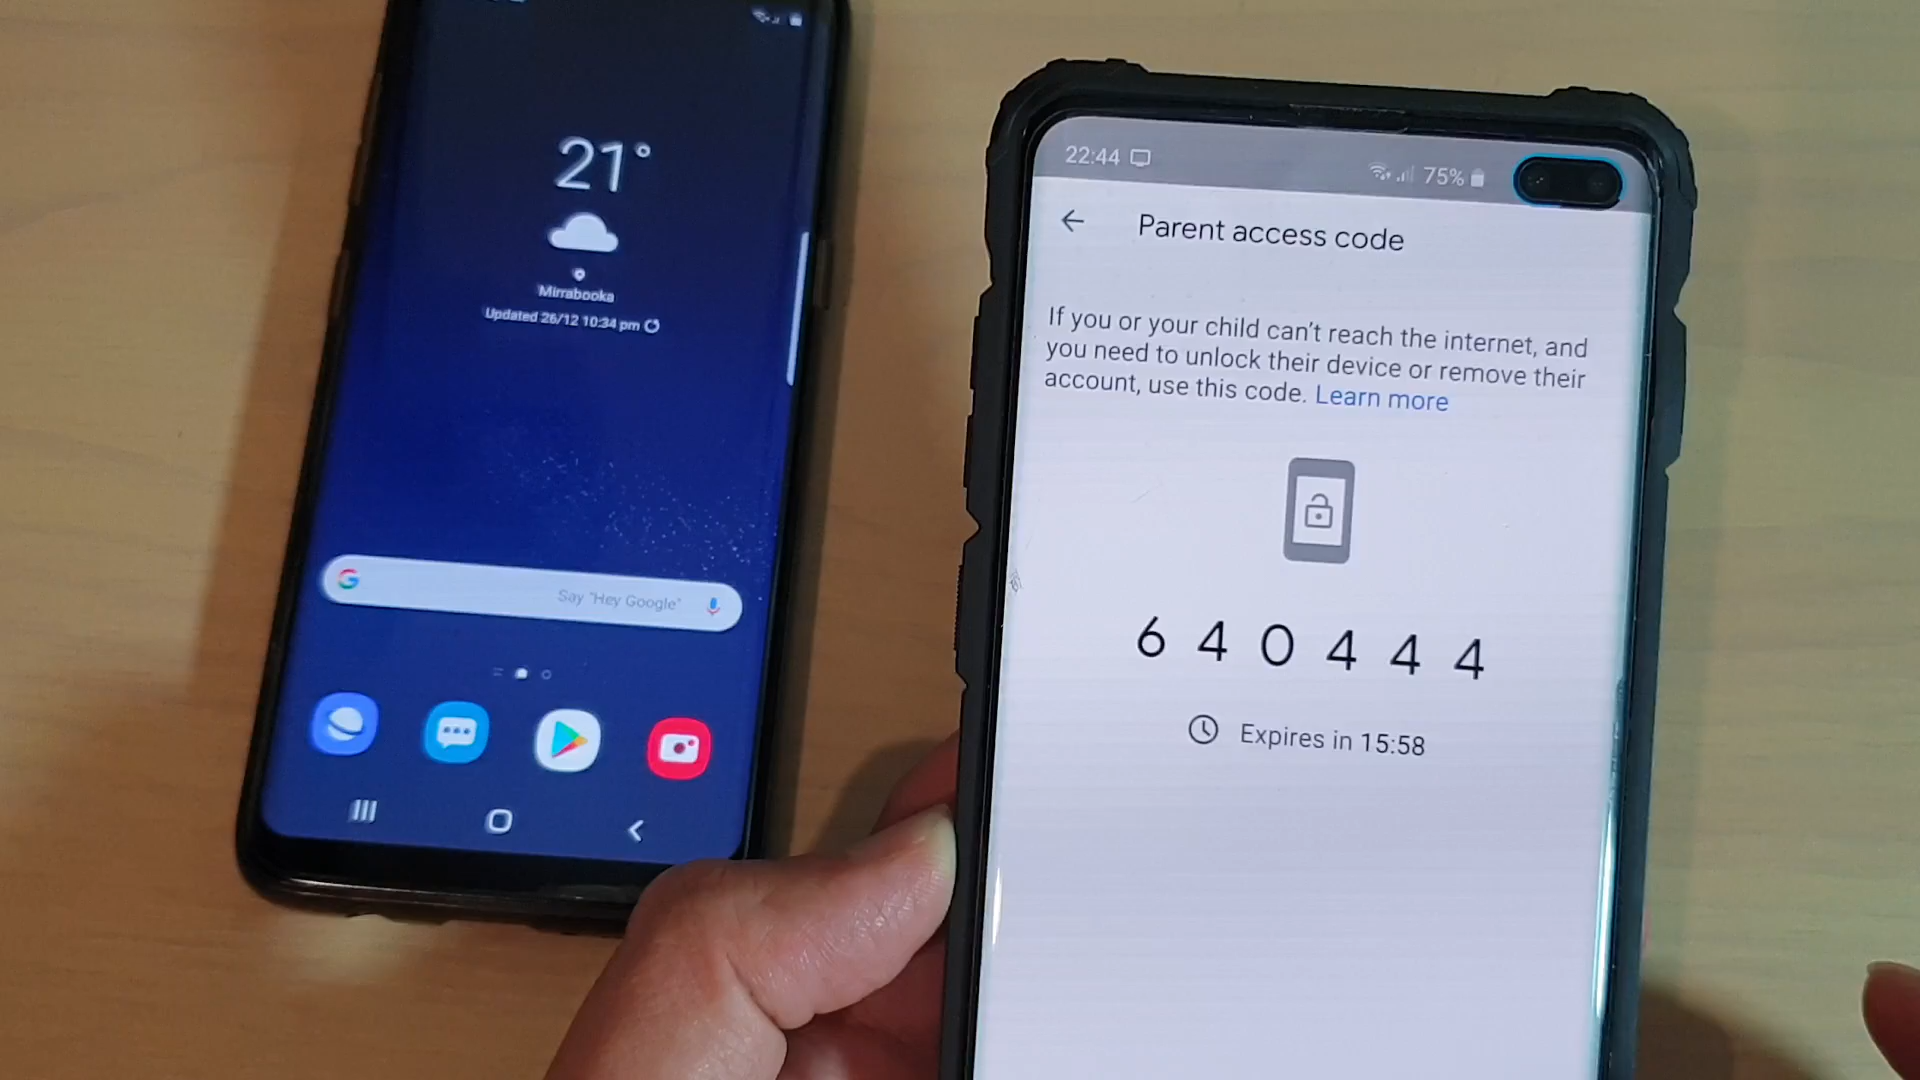 21°
Mirrabooka
Updated 26/12 10:34 pm
G
Say "Hey Google"
22:44
75%
Parent access code
If you or your child can't reach the internet, and
you need to unlock their device or remove their
account, use this code. Learn more
6 4 0 4 4 4
Expires in 15:58